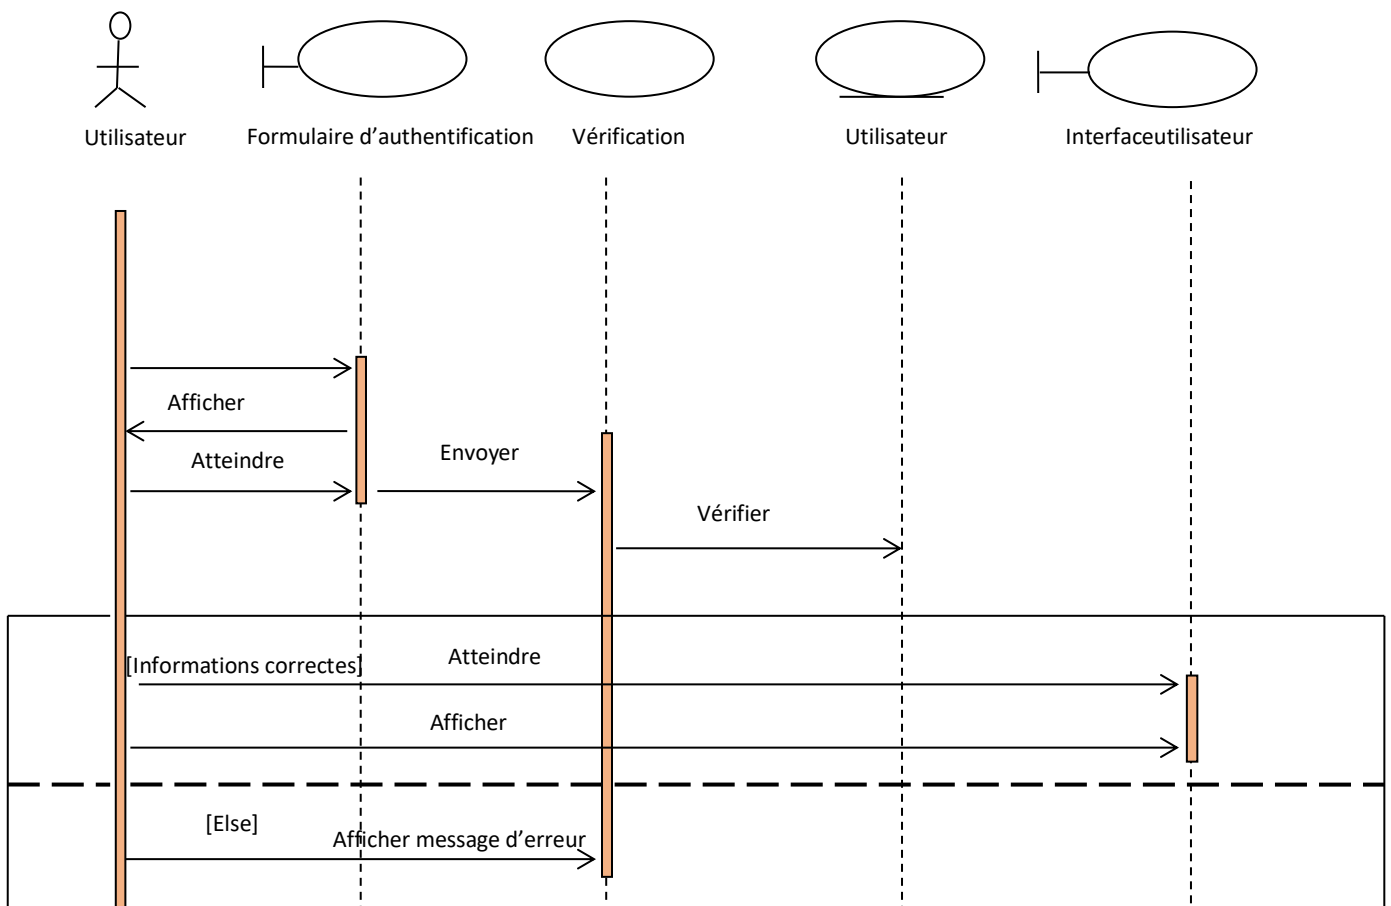 Utilisateur
Formulaire d’authentification
Vérification
Utilisateur
Interfaceutilisateur
Afficher
Atteindre
Envoyer
Vérifier
[Informations correctes]
Atteindre
Afficher
[Else]
Afficher message d’erreur